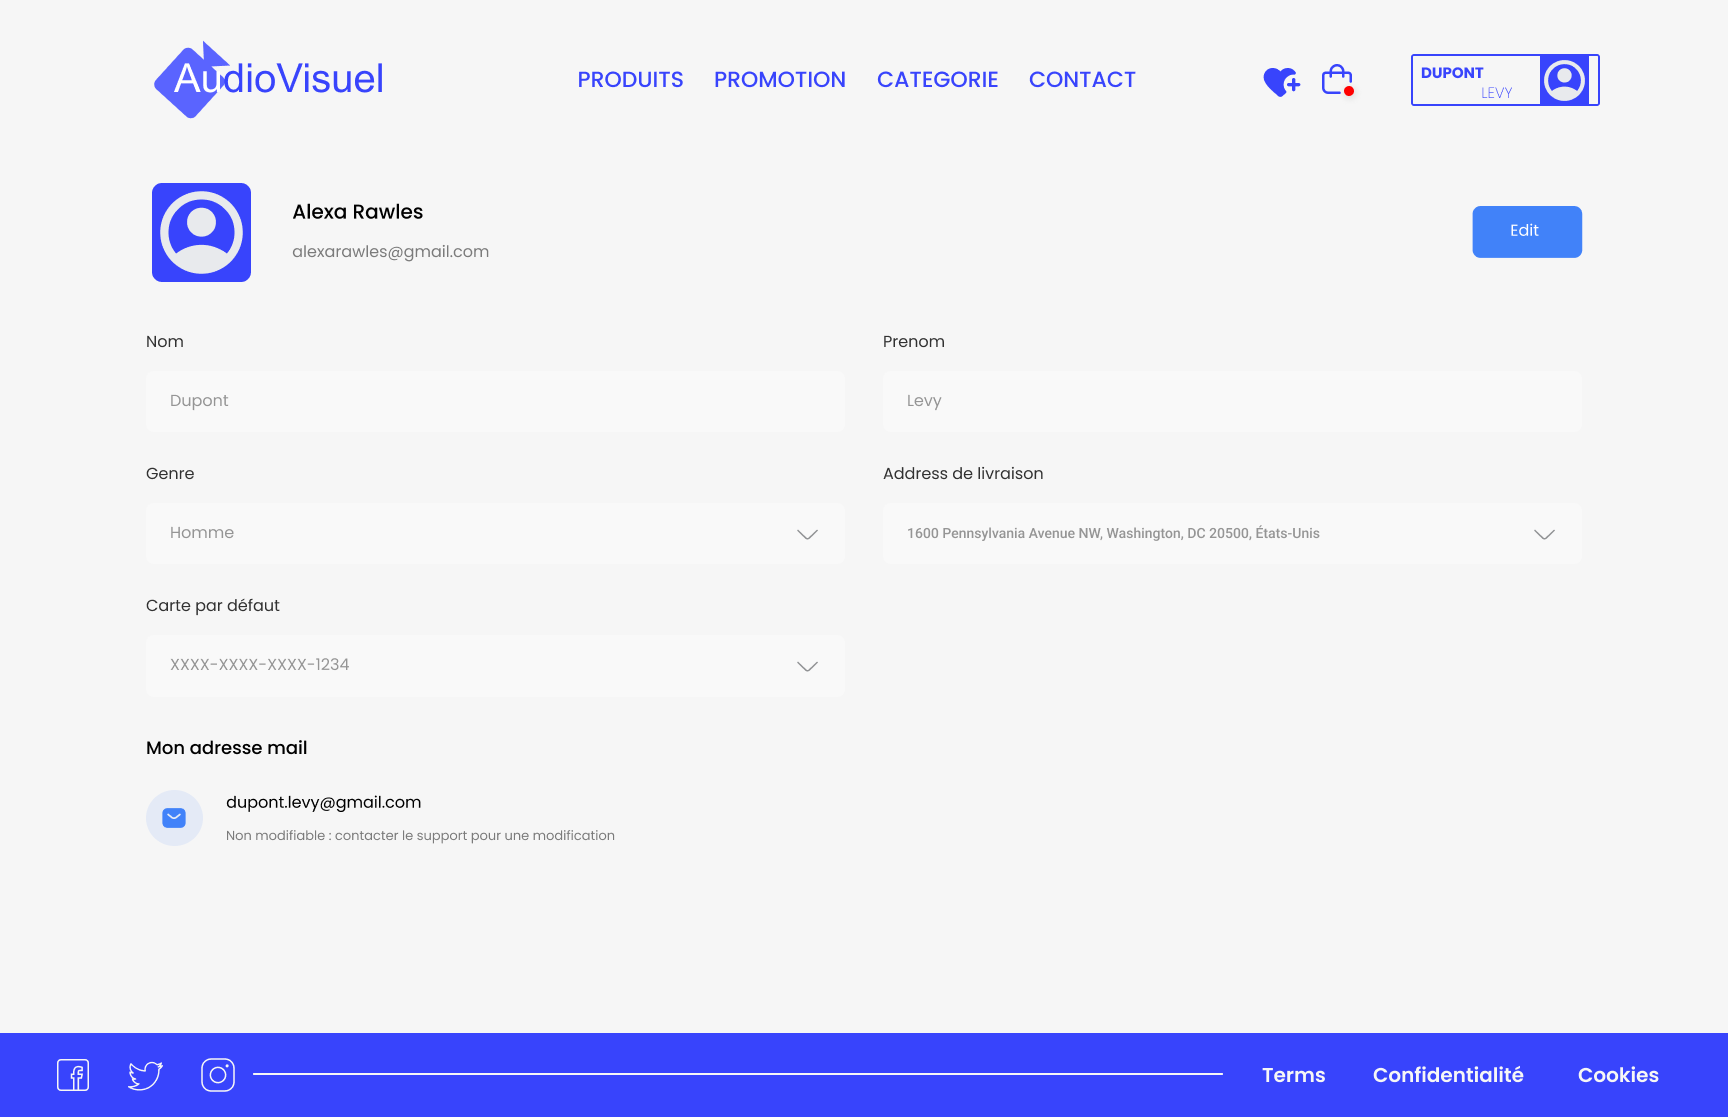 AudioVisuel
PRODUITS PROMOTION CATEGORIE CONTACT
DUPONT
LEVY
Alexa Rawles
alexarawles@gmail.com
Edit
Nom
Prenom
Dupont
Levy
Genre
Address de livraison
Homme
1600 Pennsylvania Avenue NW, Washington, DC 20500, États-Unis
Carte par défaut
XXXX-XXXX-XXXX-1234
Mon adresse mail
dupont.levy@gmail.com
Non modifiable : contacter le support pour une modification
Terms Confidentialité Cookies